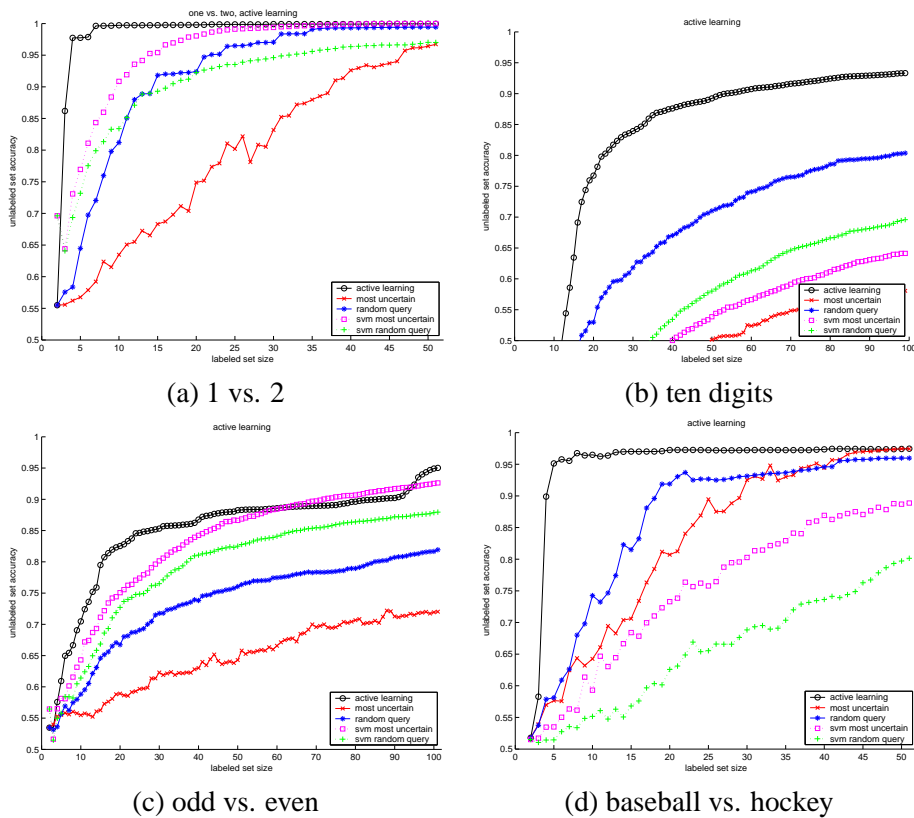 one vs. two, active learning
1
0.95
0.9
0.85
0.8
0.75
0.7
0.65
0.6
0.55
0.5
unlabeled set accuracy
0 5 10 15 20 25 30 35 40 45 50
labeled set size
active learning
most uncertain
random query
svm most uncertain
svm random query
(a) 1 vs. 2
active learning
1
0.95
0.9
0.85
0.8
0.75
0.7
0.65
0.6
0.55
0.5
unlabeled set accuracy
0 10 20 30 40 50 60 70 80 90 100
labeled set size
active learning
most uncertain
random query
svm most uncertain
svm random query
(b) ten digits
active learning
1
0.95
0.9
0.85
0.8
0.75
0.7
0.65
0.6
0.55
0.5
unlabeled set accuracy
0 10 20 30 40 50 60 70 80 90 100
labeled set size
active learning
most uncertain
random query
svm most uncertain
svm random query
(c) odd vs. even
active learning
1
0.95
0.9
0.85
0.8
0.75
0.7
0.65
0.6
0.55
0.5
unlabeled set accuracy
0 5 10 15 20 25 30 35 40 45 50
labeled set size
active learning
most uncertain
random query
svm most uncertain
svm random query
(d) baseball vs. hockey